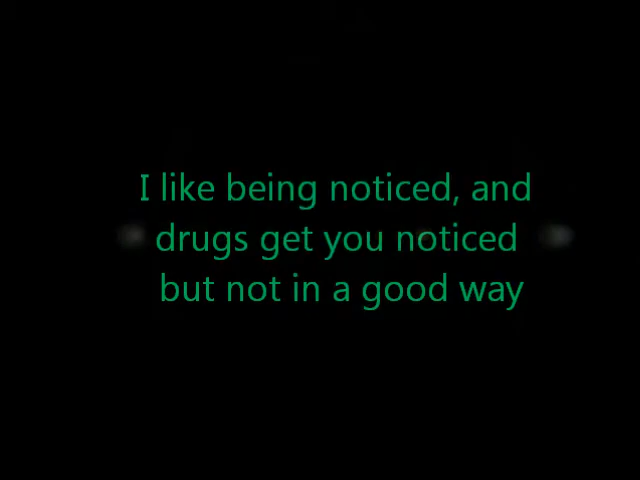 I like being noticed, and
drugs get you noticed
but not in a good way